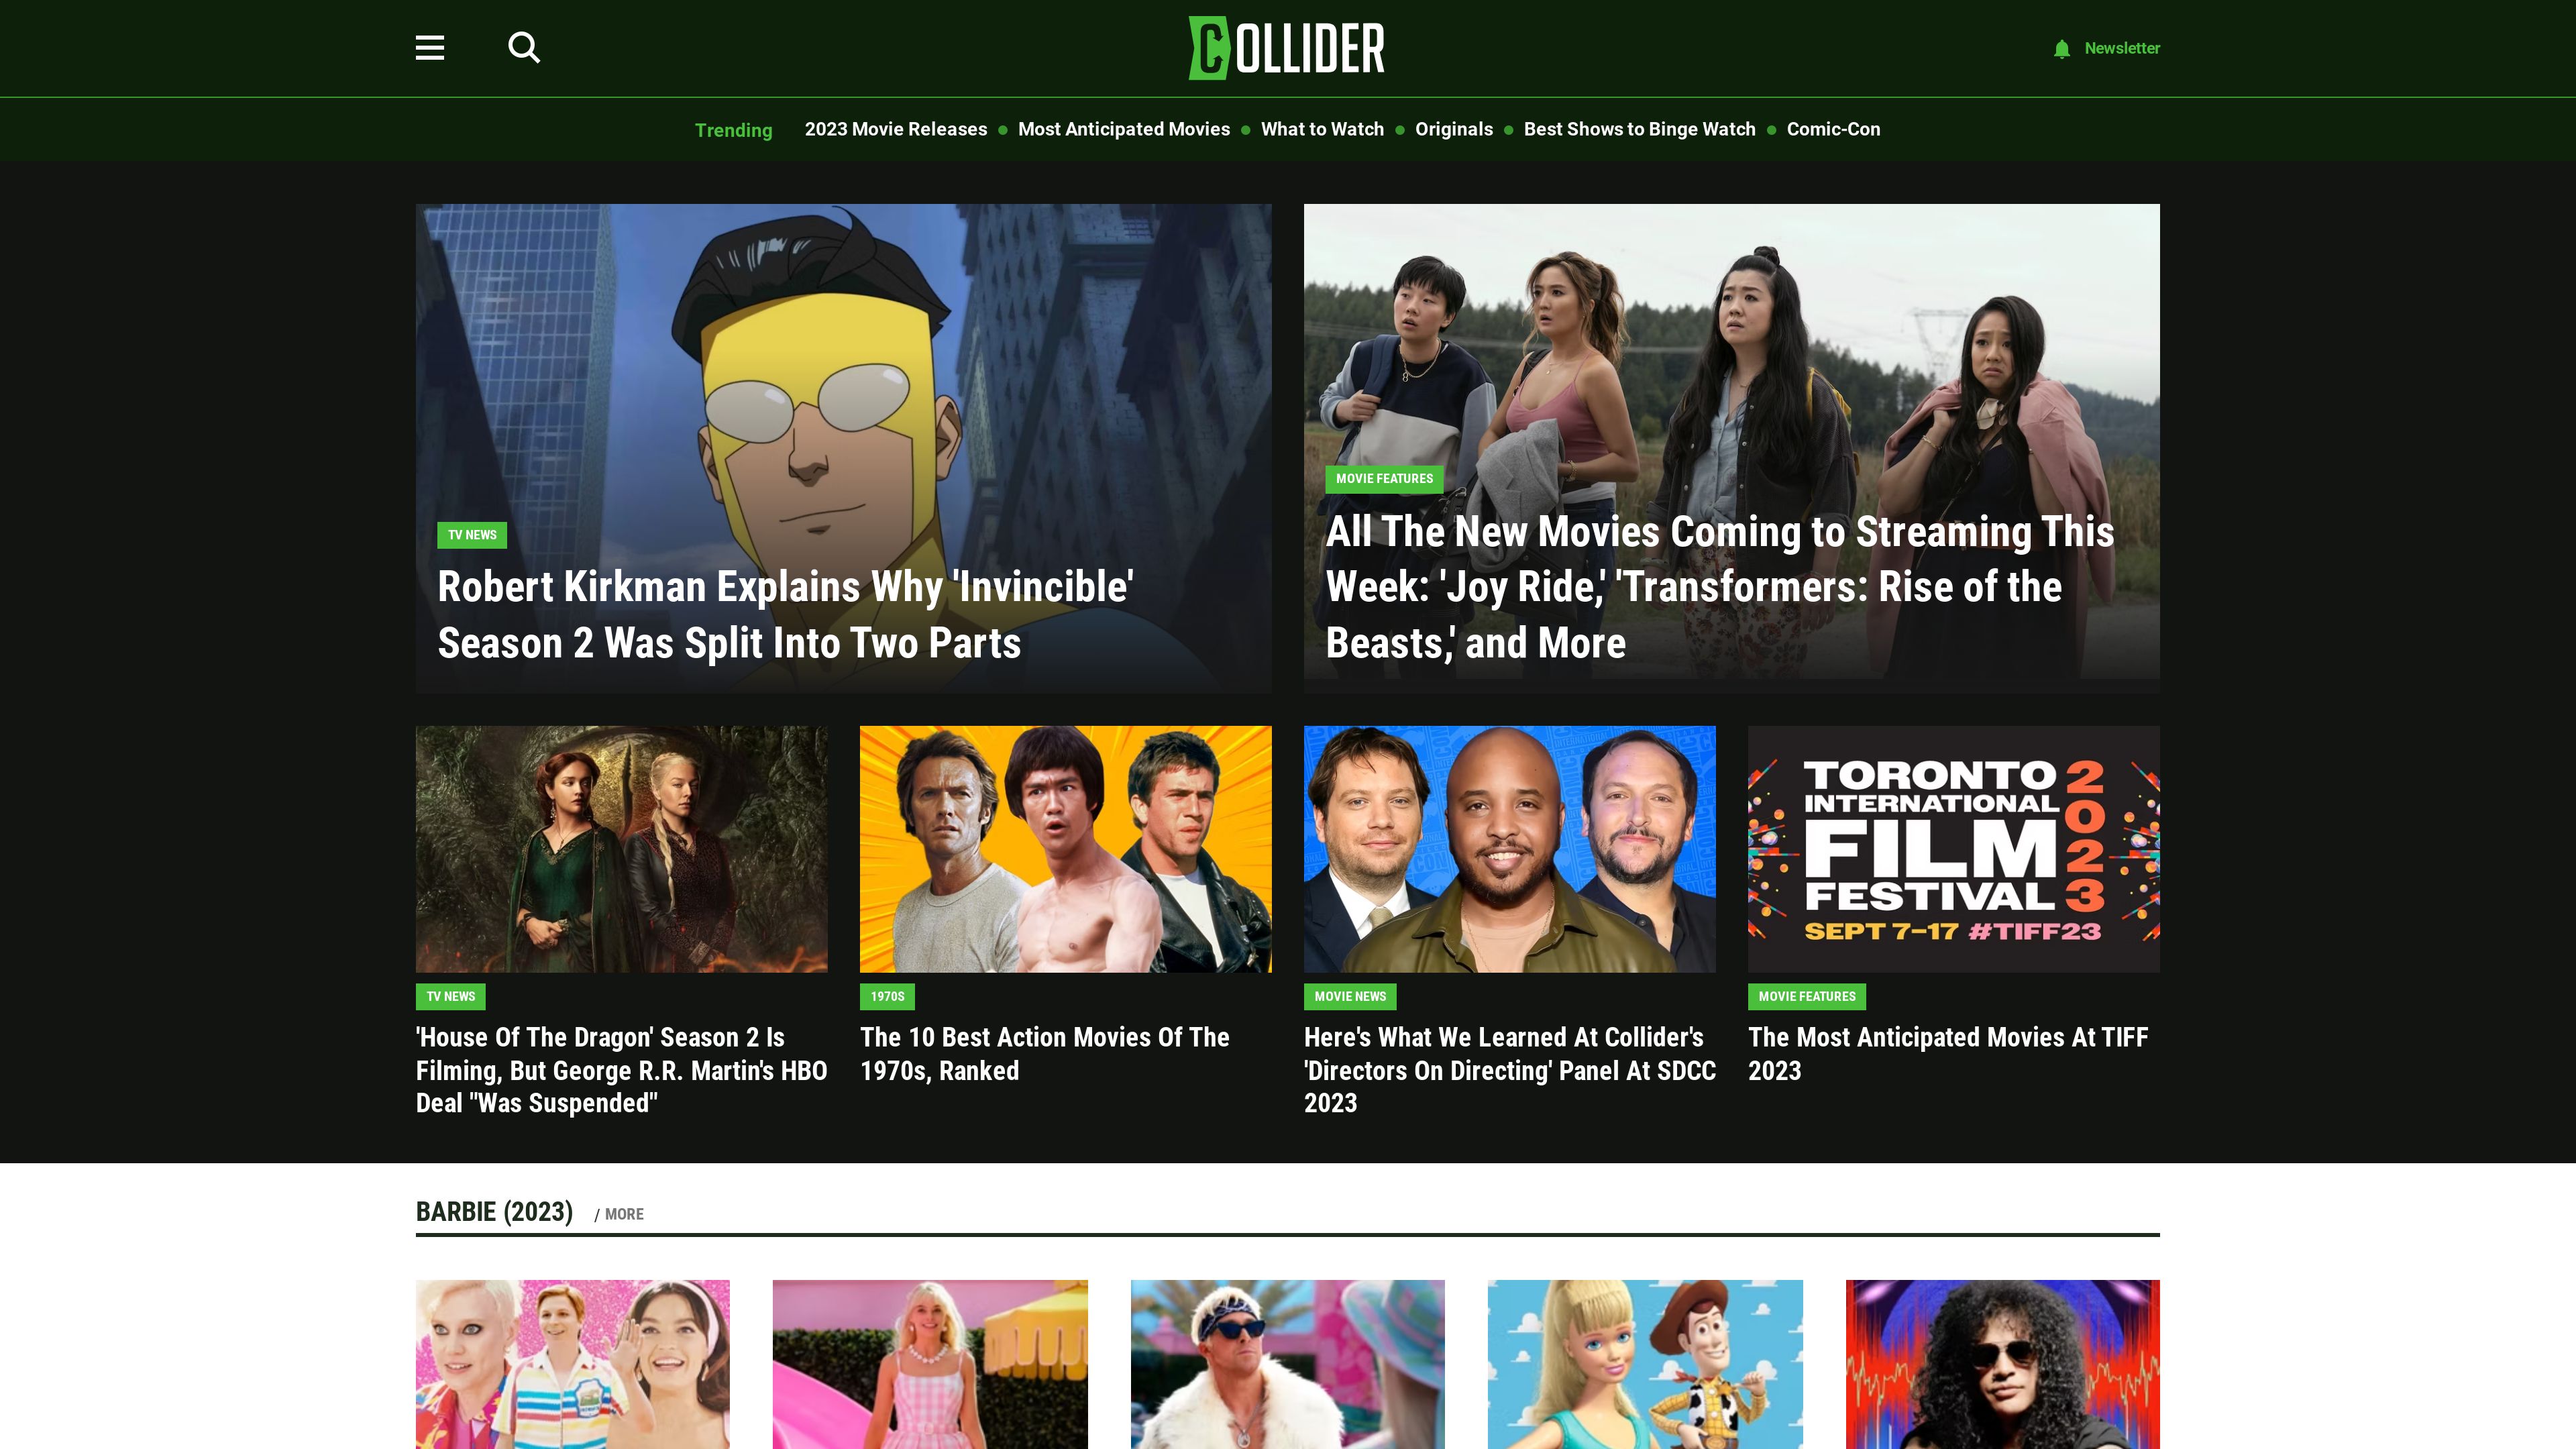 COLLIDER
Newsletter
Trending
2023 Movie Releases
Most Anticipated Movies
What to Watch
Originals
Best Shows to Binge Watch
Comic-Con
TV NEWS
Robert Kirkman Explains Why 'Invincible'
Season 2 Was Split Into Two Parts
MOVIE FEATURES
All The New Movies Coming to Streaming This
Week: 'Joy Ride,' 'Transformers: Rise of the
Beasts,' and More
TV NEWS
'House Of The Dragon' Season 2 Is
Filming, But George R.R. Martin's HBO
Deal "Was Suspended"
1970S
The 10 Best Action Movies Of The
1970s, Ranked
MOVIE NEWS
Here's What We Learned At Collider's
'Directors On Directing' Panel At SDCC
2023
TORONTO
INTERNATIONAL
FILM
FESTIVAL
2023
SEPT 7–17 #TIFF23
MOVIE FEATURES
The Most Anticipated Movies At TIFF
2023
BARBIE (2023) / MORE